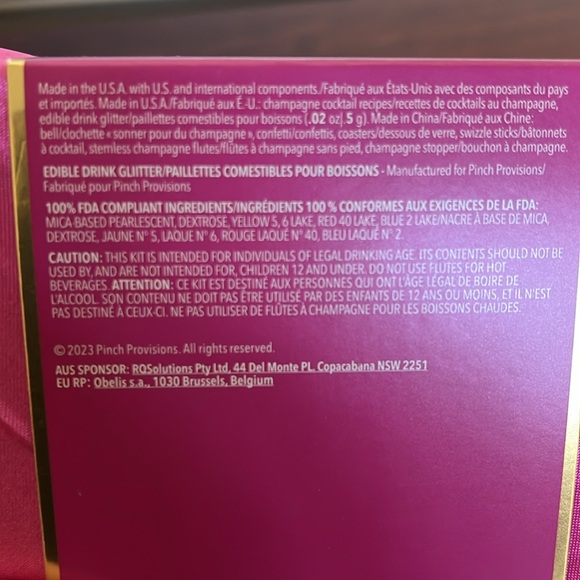 Made in the U.S.A. with U.S. and international components./Fabriqué aux États-Unis avec des composants du pays
et importés. Made in U.S.A/Fabriqué aux É.-U.: champagne cocktail recipes/recettes de cocktails au champagne,
edible drink glitter/paillettes comestibles pour boissons (.02 oz/.5 g). Made in China/Fabriqué aux Chine:
bell/clochette « sonner pour du champagne », confetti/confettis, coasters/dessous de verre, swizzle sticks/bâtonnets
à cocktail, stemless champagne flutes/flûtes à champagne sans pied, champagne stopper/bouchon à champagne.
EDIBLE DRINK GLIITTER/PAILLETTES COMESTIBLES POUR BOISSONS - Manufactured for Pinch Provisions/
Fabriqué pour Pinch Provisions
100% FDA COMPLIANT INGREDIENTS/INGRÉDIENTS 100 % CONFORMES AUX EXIGENCES DE LA FDA:
MICA-BASED PEARLESCENT, DEXTROSE, YELLOW 5, 6 LAKE, RED 40 LAKE, BLUE 2 LAKE/NACRE À BASE DE MICA,
DEXTROSE, JAUNE N° 5, LAQUE N° 6, ROUGE LAQUÉ N° 40, BLEU LAQUÉ N° 2.
CAUTION: THIS KIT IS INTENDED FOR INDIVIDUALS OF LEGAL DRINKING AGE. ITS CONTENTS SHOULD NOT BE
USED BY, AND ARE NOT INTENDED FOR, CHILDREN 12 AND UNDER. DO NOT USE FLUTES FOR HOT
BEVERAGES. ATTENTION: CE KIT EST DESTINÉ AUX PERSONNES QUI ONT L'ÂGE LÉGAL DE BOIRE DE
L'ALCOOL. SON CONTENU NE DOIT PAS ÊTRE UTILISÉ PAR DES ENFANTS DE 12 ANS OU MOINS, ET IL N'EST
PAS DESTINÉ À CEUX-CI. NE PAS UTILISER DE FLÛTES À CHAMPAGNE POUR LES BOISSONS CHAUDES.
©2023 Pinch Provisions. All rights reserved.
AUS SPONSOR: RQSolutions Pty Ltd, 44 Del Monte PL. Copacabana NSW 2251
EU RP: Obelis s.a., 1030 Brussels, Belgium